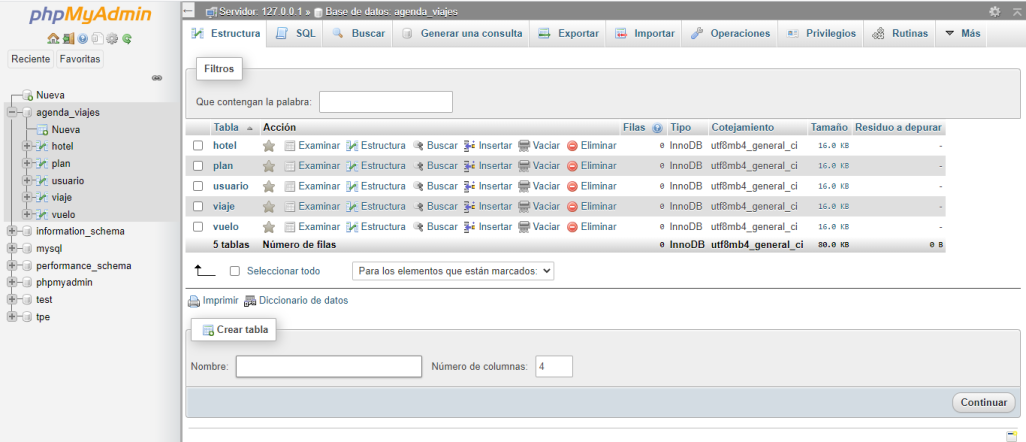 phpMyAdmin
Reciente Favoritas
Nueva
agenda_viajes
Nueva
hotel
plan
usuario
viaje
vuelo
information_schema
mysql
performance_schema
phpmyadmin
test
tpe
Servidor: 127.0.0.1 » Base de datos: agenda_viajes
Estructura SQL Buscar Generar una consulta Exportar Importar Operaciones Privilegios Rutinas Más
Filtros
Que contengan la palabra:
Tabla Acción Filas Tipo Cotejamiento Tamaño Residuo a depurar
hotel Examinar Estructura Buscar Insertar Vaciar Eliminar 0 InnoDB utf8mb4_general_ci 16.0 KB -
plan Examinar Estructura Buscar Insertar Vaciar Eliminar 0 InnoDB utf8mb4_general_ci 16.0 KB -
usuario Examinar Estructura Buscar Insertar Vaciar Eliminar 0 InnoDB utf8mb4_general_ci 16.0 KB -
viaje Examinar Estructura Buscar Insertar Vaciar Eliminar 0 InnoDB utf8mb4_general_ci 16.0 KB -
vuelo Examinar Estructura Buscar Insertar Vaciar Eliminar 0 InnoDB utf8mb4_general_ci 16.0 KB -
5 tablas Número de filas 0 InnoDB utf8mb4_general_ci 80.0 KB 0 B
Seleccionar todo Para los elementos que están marcados:
Imprimir Diccionario de datos
Crear tabla
Nombre: Número de columnas: 4
Continuar